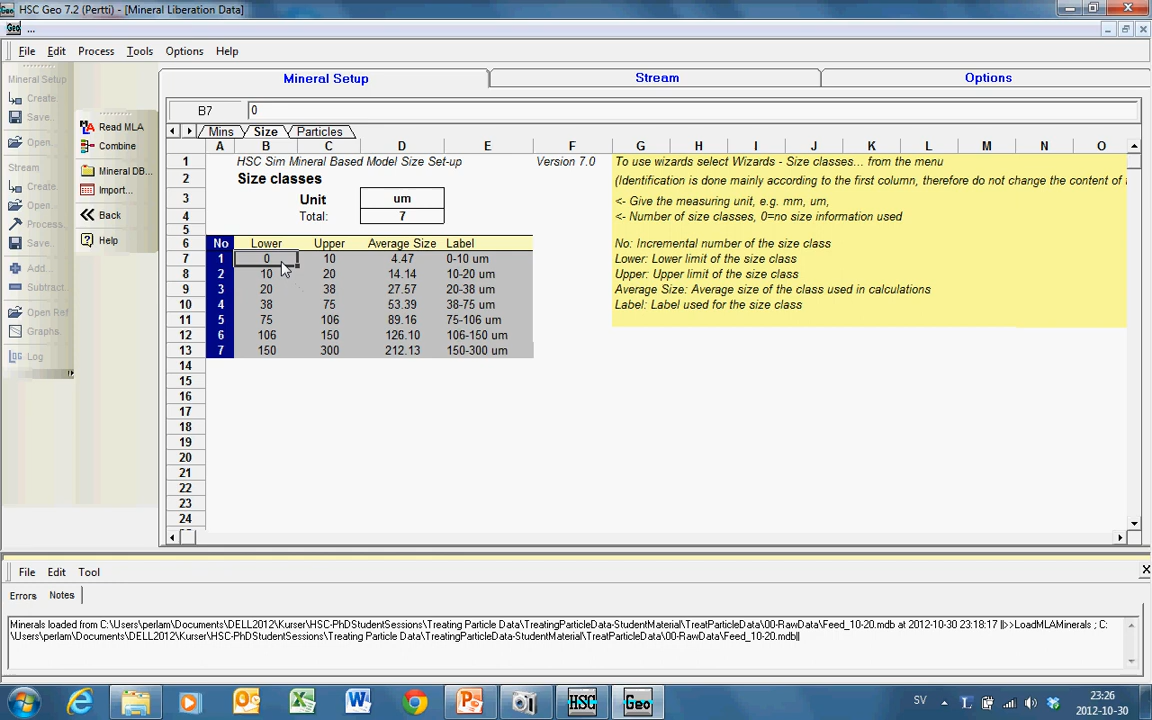 HSC Geo 7.2 (Pertti) - [Mineral Liberation Data]
Geo ...
File Edit Process Tools Options Help
Mineral Setup
Create
Save...
Open...
Stream
Create..
Open..
Process
Save..
Add...
Subtract.
Open Ref
Graphs.
Log
Read MLA
Combine
Mineral DB...
Import...
Back
Help
Mineral Setup Stream Options
B7 0
Mins Size Particles
A B C D E F G H I J K L M N O
1 HSC Sim Mineral Based Model Size Set-up Version 7.0 To use wizards select Wizards - Size classes... from the menu
2 Size classes (Identification is done mainly according to the first column, therefore do not change the content of t
3 Unit um <- Give the measuring unit, e.g. mm, um,
4 Total: 7 <- Number of size classes, 0=no size information used
5
6 No Lower Upper Average Size Label No: Incremental number of the size class
7 1 0 10 4.47 0-10 um Lower: Lower limit of the size class
8 2 10 20 14.14 10-20 um Upper: Upper limit of the size class
9 3 20 38 27.57 20-38 um Average Size: Average size of the class used in calculations
10 4 38 75 53.39 38-75 um Label: Label used for the size class
11 5 75 106 89.16 75-106 um
12 6 106 150 126.10 106-150 um
13 7 150 300 212.13 150-300 um
14
15
16
17
18
19
20
21
22
23
24
File Edit Tool
Errors Notes
Minerals loaded from C:\Users\perlam\Documents\DELL2012\Kurser\HSC-PhDStudentSessions\Treating Particle Data\TreatingParticleData-StudentMaterial\TreatParticleData\00-RawData\Feed_10-20.mdb at 2012-10-30 23:18:17 ||>>LoadMLAMinerals ; C:
\Users\perlam\Documents\DELL2012\Kurser\HSC-PhDStudentSessions\Treating Particle Data\TreatingParticleData-StudentMaterial\TreatParticleData\00-RawData\Feed_10-20.mdb||
HSC Geo SV 23:26
2012-10-30